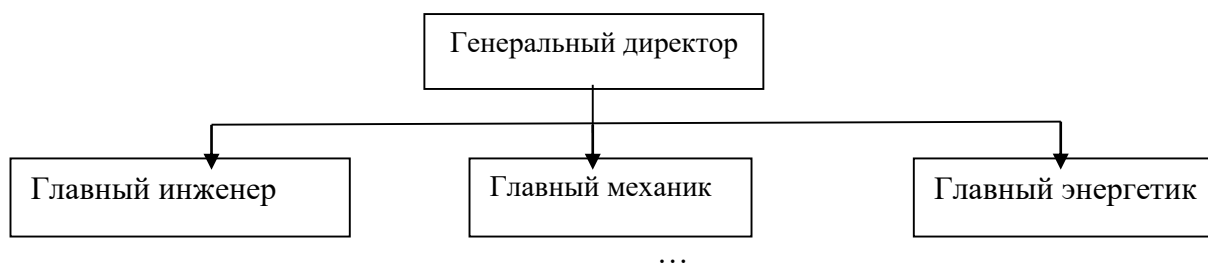 Генеральный директор
Главный инженер
Главный механик
Главный энергетик
…